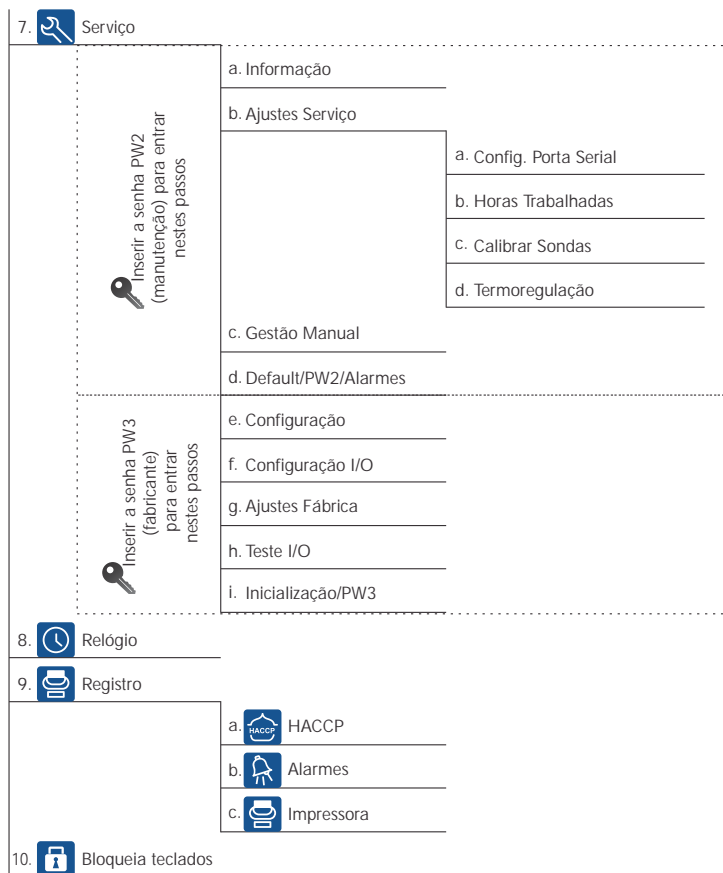 7. Serviço
a. Informação
b. Ajustes Serviço
a. Config. Porta Serial
b. Horas Trabalhadas
c. Calibrar Sondas
d. Termoregulação
c. Gestão Manual
d. Default/PW2/Alarmes
Inserir a senha PW2
(manutenção) para entrar
nestes passos
e. Configuração
f. Configuração I/O
g. Ajustes Fábrica
h. Teste I/O
i. Inicialização/PW3
Inserir a senha PW3
(fabricante)
para entrar
nestes passos
8. Relógio
9. Registro
a. HACCP HACCP
b. Alarmes
c. Impressora
10. Bloqueia teclados